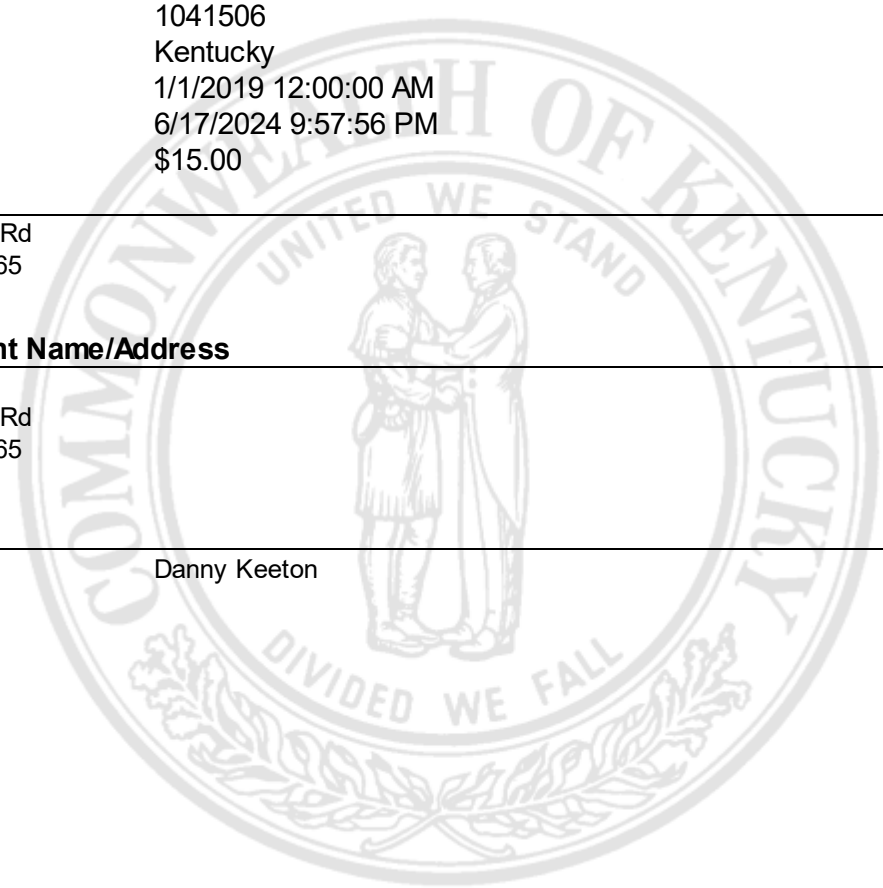 1041506
Kentucky
1/1/2019 12:00:00 AM
6/17/2024 9:57:56 PM
$15.00
Rd
65
nt Name/Address
Rd
65
Danny Keeton
COMMONWEALTH OF KENTUCKY
UNITED WE STAND
DIVIDED WE FALL